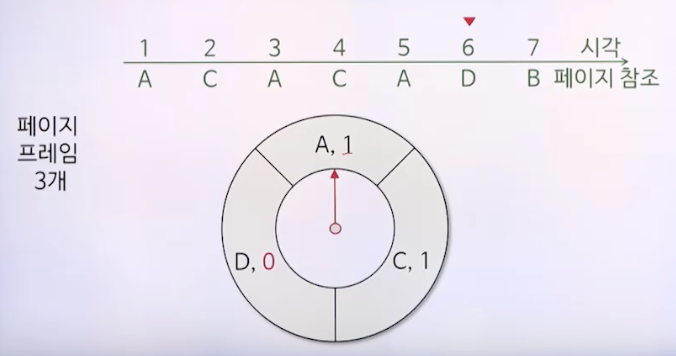 1 2 3 4 5 6 7 시각
A C A C A D B 페이지 참조
페이지
프레임
3개
A, 1
D, 0
C, 1